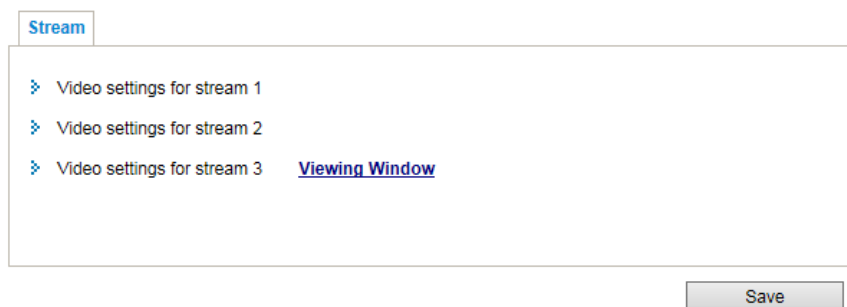 Stream
Video settings for stream 1
Video settings for stream 2
Video settings for stream 3 Viewing Window
Save